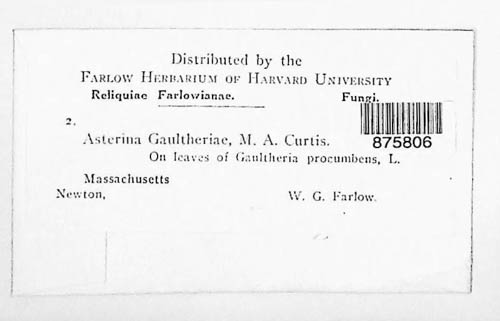 Distributed by the
Farlow Herbarium of Harvard University
Reliquiae Farlowianae. Fungi.
2.
875806
Asterina Gaultheriae, M. A. Curtis.
On leaves of Gaultheria procumbens, L.
Massachusetts
Newton, W. G. Farlow.